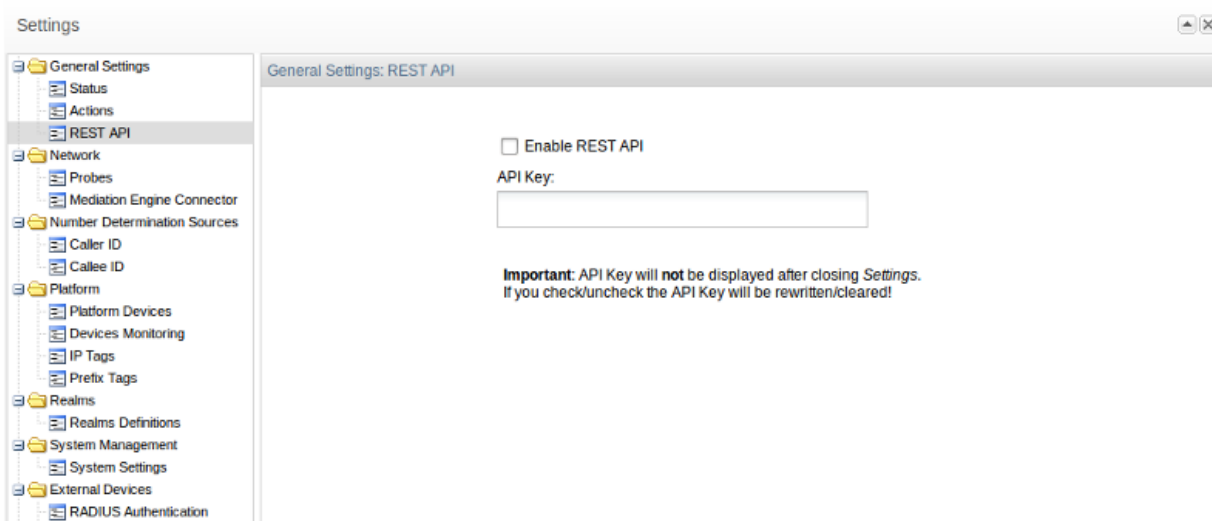 Settings
General Settings
Status
Actions
REST API
Network
Probes
Mediation Engine Connector
Number Determination Sources
Caller ID
Callee ID
Platform
Platform Devices
Devices Monitoring
IP Tags
Prefix Tags
Realms
Realms Definitions
System Management
System Settings
External Devices
RADIUS Authentication
General Settings: REST API
Enable REST API
API Key:
Important: API Key will not be displayed after closing Settings.
If you check/uncheck the API Key will be rewritten/cleared!